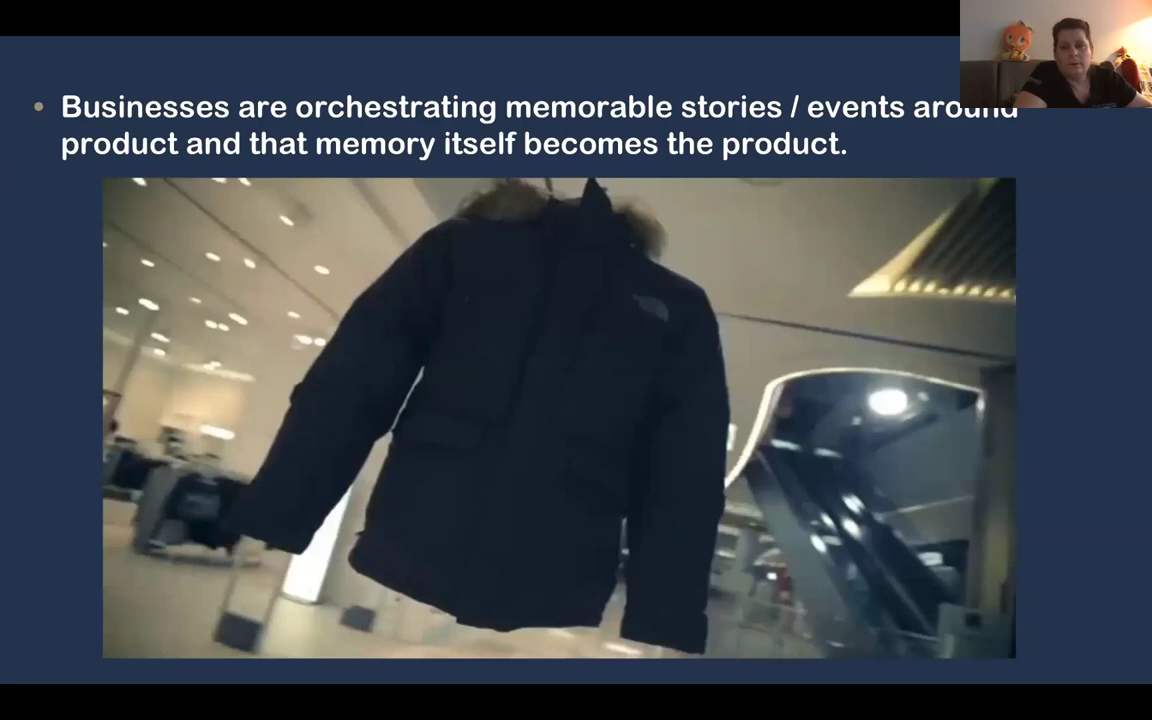 Businesses are orchestrating memorable stories / events around
product and that memory itself becomes the product.